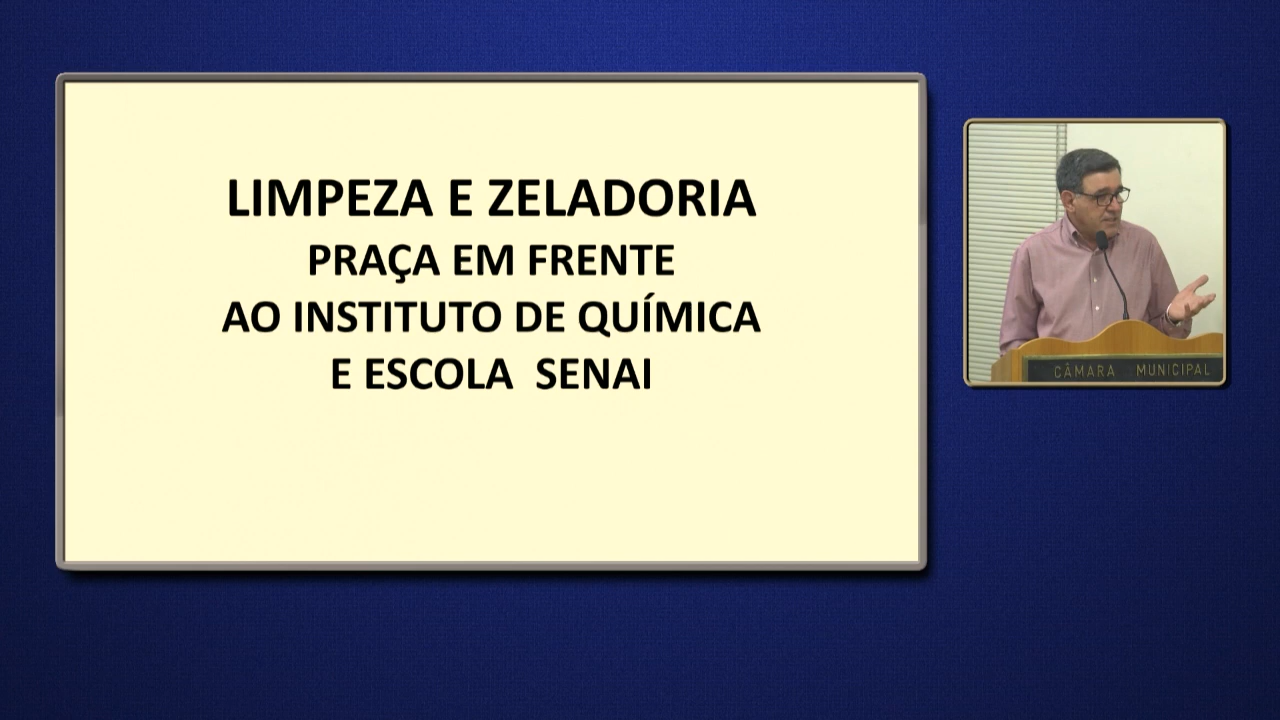 LIMPEZA E ZELADORIA
PRAÇA EM FRENTE
AO INSTITUTO DE QUÍMICA
E ESCOLA SENAI
CÂMARA MUNICIPAL